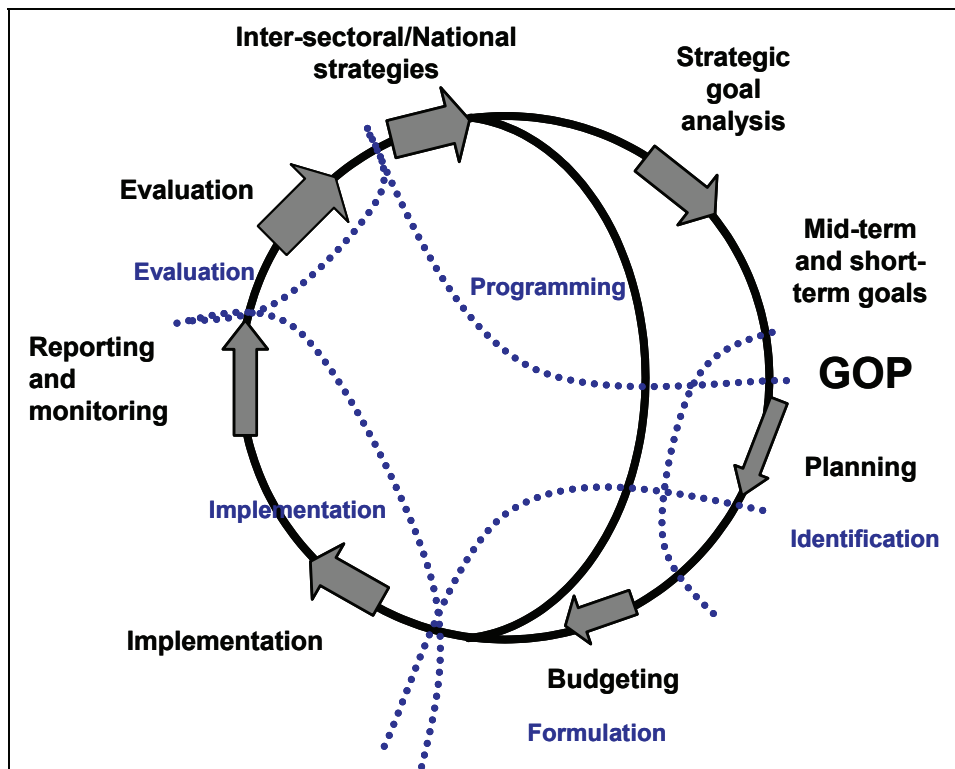 Inter-sectoral/National
strategies
Strategic
goal
analysis
Evaluation
Mid-term
and short-
term goals
Evaluation
Programming
Reporting
and
monitoring
GOP
Planning
Implementation
Identification
Implementation
Budgeting
Formulation